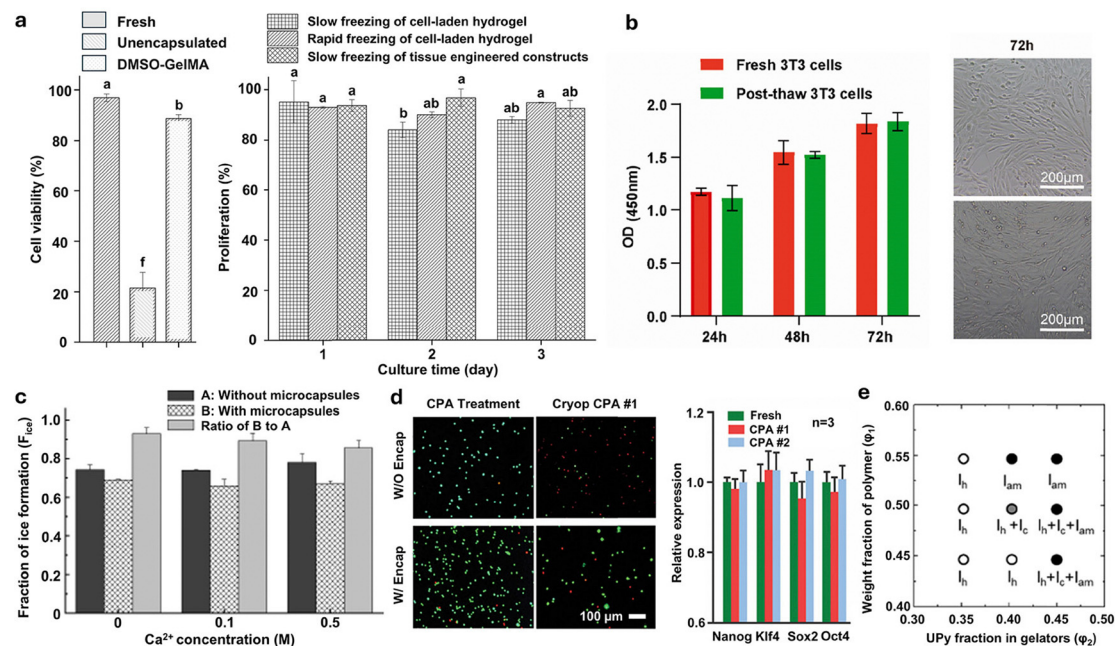 a
Fresh
Unencapsulated
DMSO-GelMA
Cell viability (%)
100
80
60
40
20
0
a
f
b
Slow freezing of cell-laden hydrogel
Rapid freezing of cell-laden hydrogel
Slow freezing of tissue engineered constructs
Proliferation (%)
100
80
60
40
20
0
a a a
b ab a
ab a ab
1 2 3
Culture time (day)
b
Fresh 3T3 cells
Post-thaw 3T3 cells
OD (450nm)
2.0
1.5
1.0
0.5
0.0
24h 48h 72h
72h
200μm
200μm
c
A: Without microcapsules
B: With microcapsules
Ratio of B to A
Fraction of ice formation (Fice)
1.0
0.8
0.6
0.4
0.2
0.0
0 0.1 0.5
Ca²⁺ concentration (M)
d
CPA Treatment Cryop CPA #1
W/O Encap
W/ Encap
100 μm
Fresh
CPA #1
CPA #2
n=3
Relative expression
1.2
1.0
0.8
0.6
Nanog Klf4 Sox2 Oct4
e
Weight fraction of polymer (φ₁)
0.60
0.55
0.50
0.45
0.40
Ih Iam Iam
Ih Ih+Ic Ih+Ic+Iam
Ih Ih Ih+Ic+Iam
0.30 0.35 0.40 0.45 0.50
UPy fraction in gelators (φ₂)